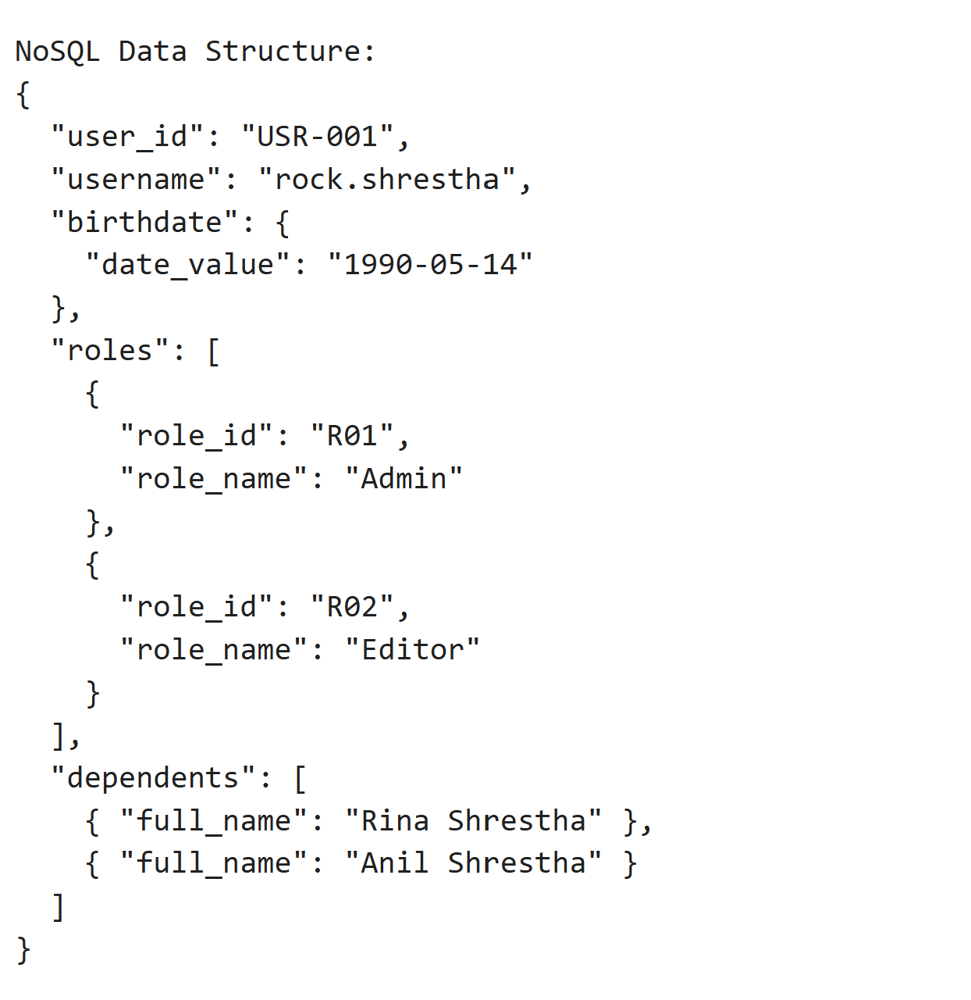 NoSQL Data Structure:
{
  "user_id": "USR-001",
  "username": "rock.shrestha",
  "birthdate": {
    "date_value": "1990-05-14"
  },
  "roles": [
    {
      "role_id": "R01",
      "role_name": "Admin"
    },
    {
      "role_id": "R02",
      "role_name": "Editor"
    }
  ],
  "dependents": [
    { "full_name": "Rina Shrestha" },
    { "full_name": "Anil Shrestha" }
  ]
}